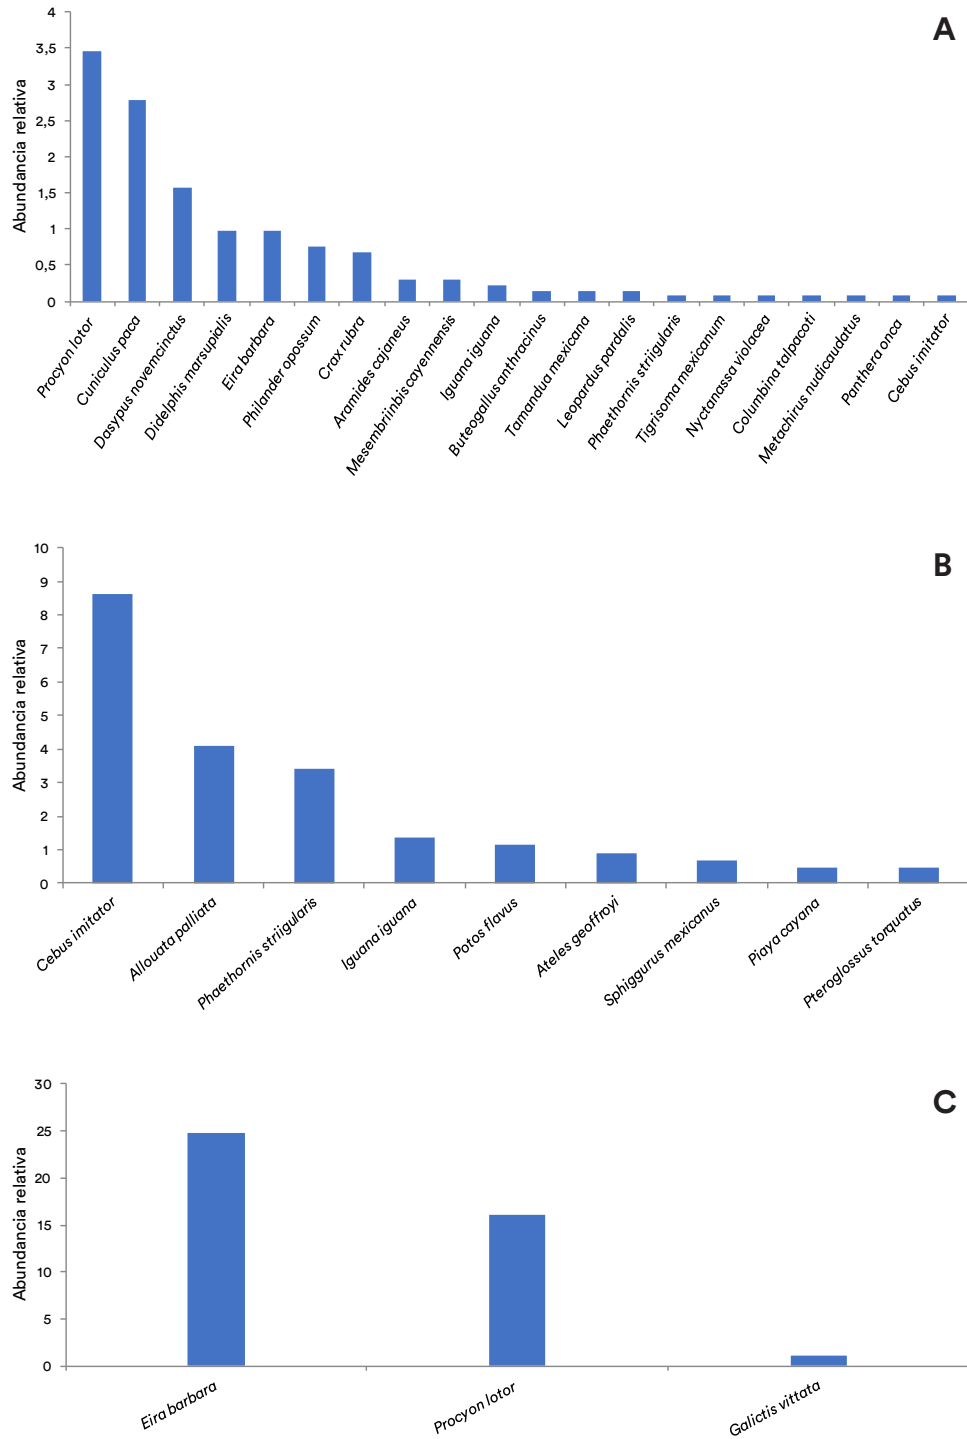 A
Abundancia relativa
4
3,5
3
2,5
2
1,5
1
0,5
0
Procyon lotor
Cuniculus paca
Dasypus novemcinctus
Didelphis marsupialis
Eira barbara
Philander opossum
Crax rubra
Aramides cajaneus
Mesembriinbis cayennensis
Iguana iguana
Buteogallus anthracinus
Tamandua mexicana
Leopardus pardalis
Phaethornis striigularis
Tigrisoma mexicanum
Nyctanassa violacea
Columbina talpacoti
Metachirus nudicaudatus
Panthera onca
Cebus imitator
B
Abundancia relativa
10
9
8
7
6
5
4
3
2
1
0
Cebus imitator
Allouata palliata
Phaethornis striigularis
Iguana iguana
Potos flavus
Ateles geoffroyi
Sphiggurus mexicanus
Piaya cayana
Pteroglossus torquatus
C
Abundancia relativa
30
25
20
15
10
5
0
Eira barbara
Procyon lotor
Galictis vittata